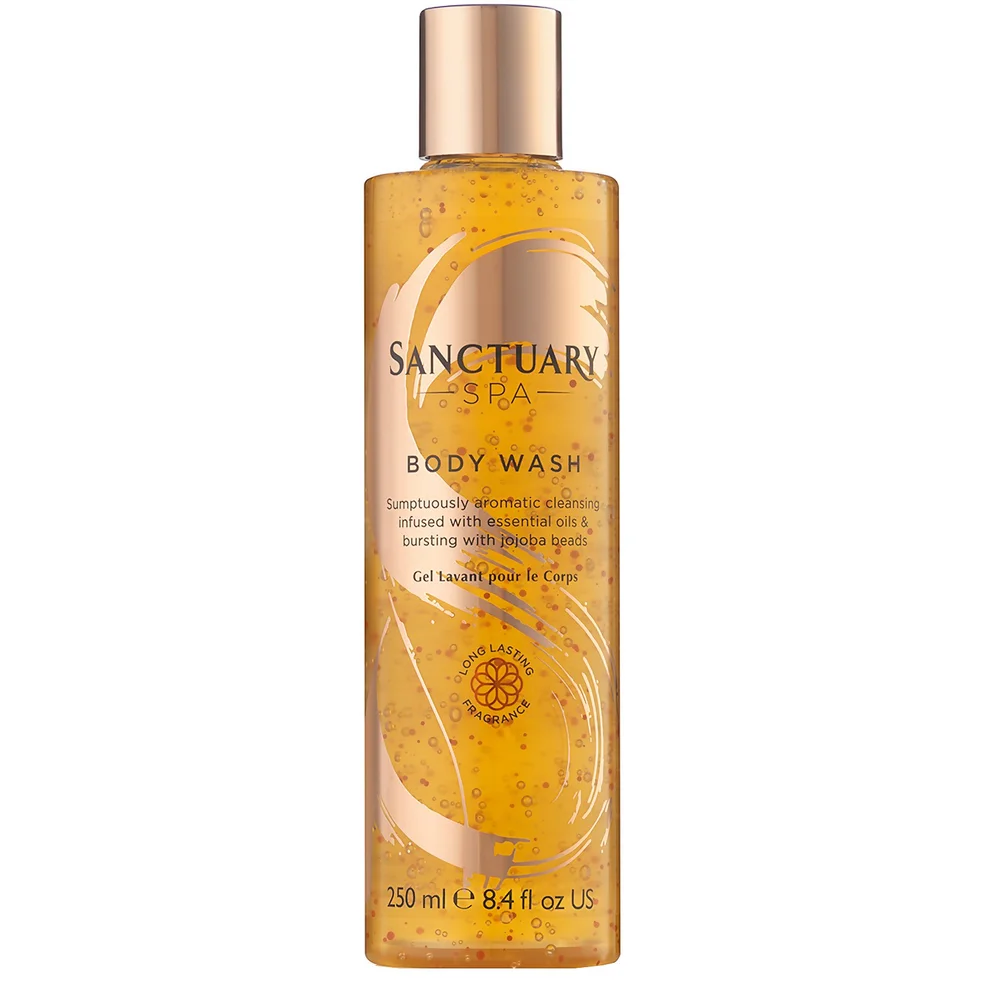 SANCTUARY
SPA
BODY WASH
Sumptuously aromatic cleansing
infused with essential oils &
bursting with jojoba beads
Gel Lavant pour le Corps
LONG LASTING
FRAGRANCE
250 ml ℮ 8.4 fl oz US